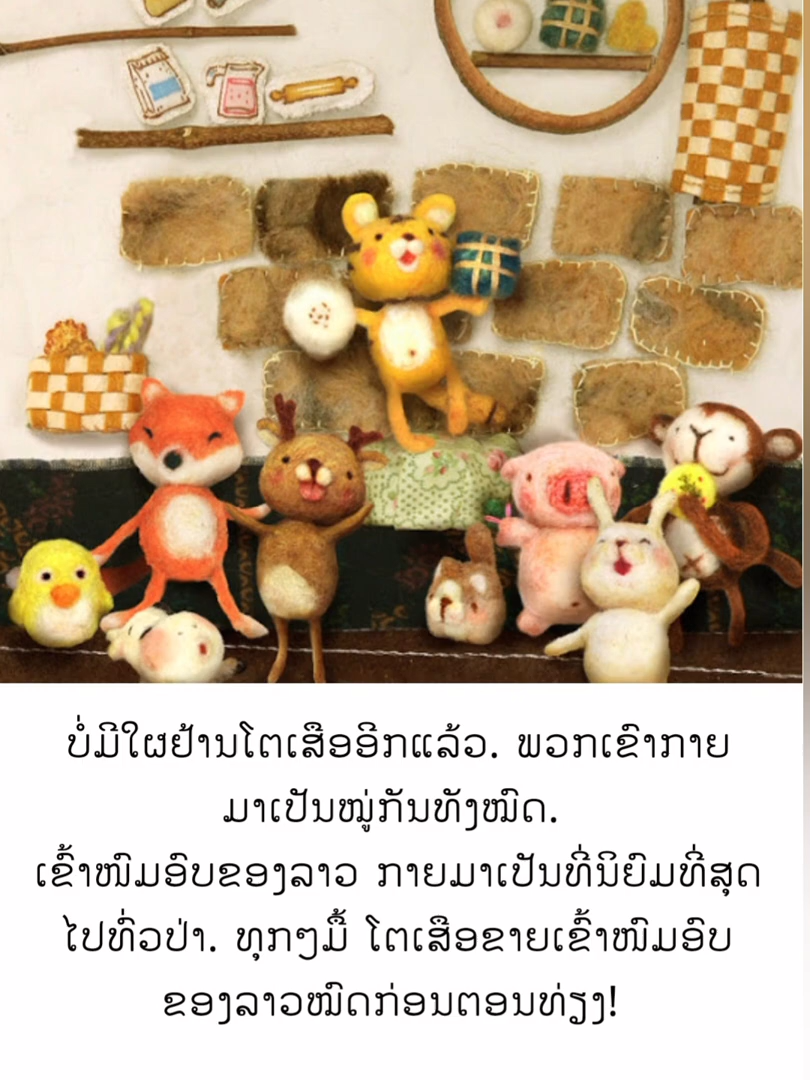 ບໍ່ມີໃຜຢ້ານໂຕເສືອອີກແລ້ວ. ພວກເຂົາກາຍ
ມາເປັນໝູ່ກັນທັງໝົດ.
ເຂົ້າໜົມອົບຂອງລາວ ກາຍມາເປັນທີ່ນິຍົມທີ່ສຸດ
ໄປທົ່ວປ່າ. ທຸກໆມື້ ໂຕເສືອຂາຍເຂົ້າໜົມອົບ
ຂອງລາວໝົດກ່ອນຕອນທ່ຽງ!